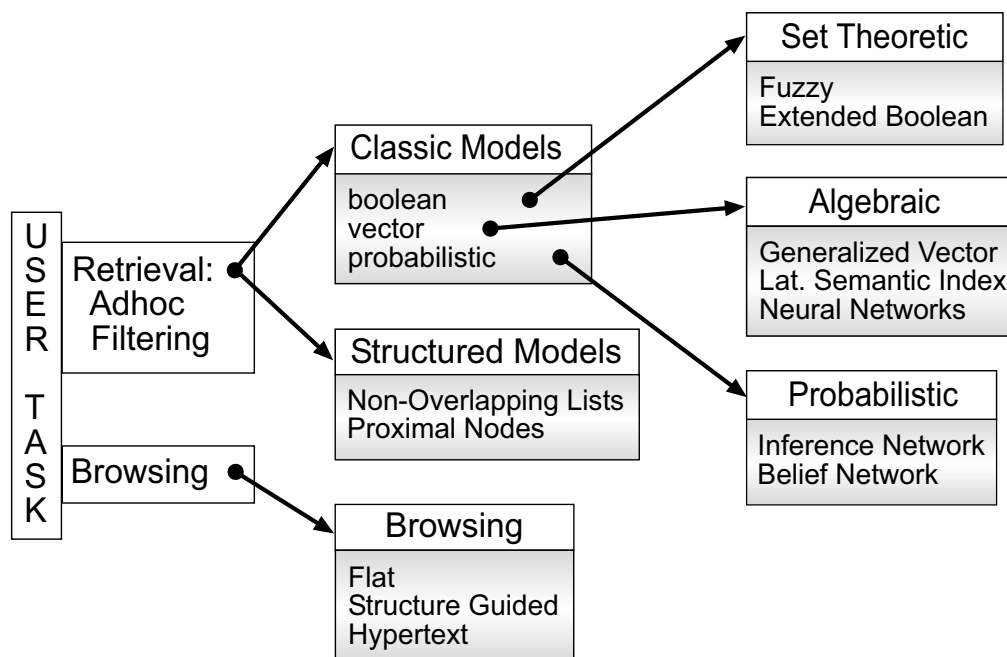 USER TASK
Retrieval:
Adhoc
Filtering
Browsing
Classic Models
boolean
vector
probabilistic
Structured Models
Non-Overlapping Lists
Proximal Nodes
Browsing
Flat
Structure Guided
Hypertext
Set Theoretic
Fuzzy
Extended Boolean
Algebraic
Generalized Vector
Lat. Semantic Index
Neural Networks
Probabilistic
Inference Network
Belief Network